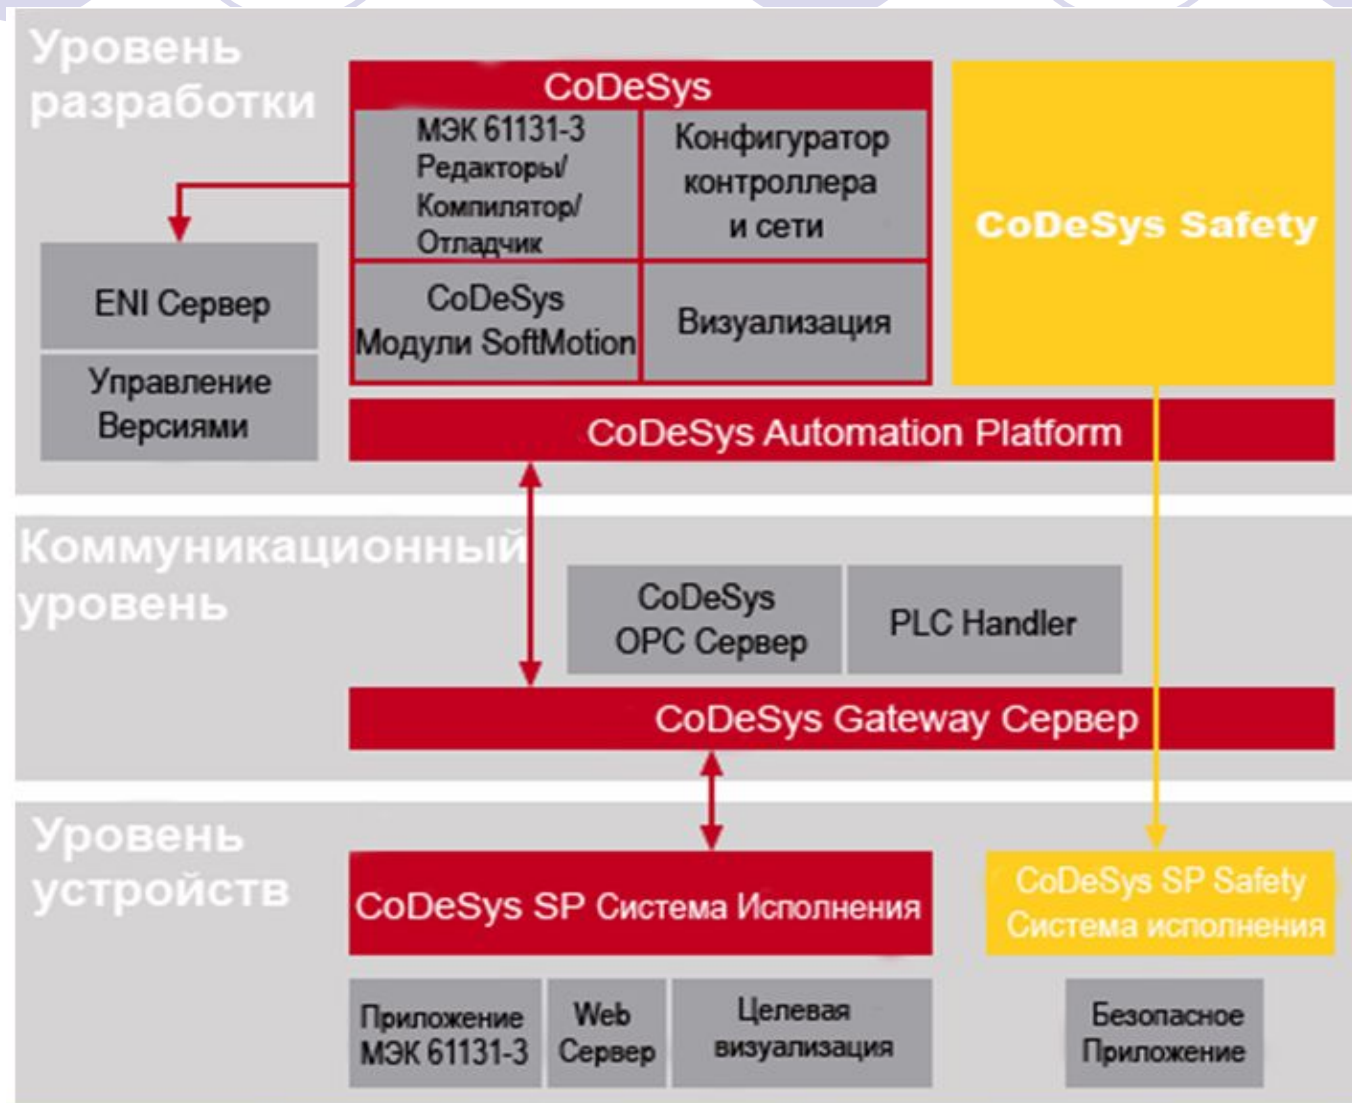 Уровень
разработки
CoDeSys
МЭК 61131-3
Редакторы/
Компилятор/
Отладчик
Конфигуратор
контроллера
и сети
CoDeSys
Модули SoftMotion
Визуализация
CoDeSys Safety
ENI Сервер
Управление
Версиями
CoDeSys Automation Platform
Коммуникационный
уровень
CoDeSys
OPC Сервер
PLC Handler
CoDeSys Gateway Сервер
Уровень
устройств
CoDeSys SP Система Исполнения
CoDeSys SP Safety
Система исполнения
Приложение
МЭК 61131-3
Web
Сервер
Целевая
визуализация
Безопасное
Приложение